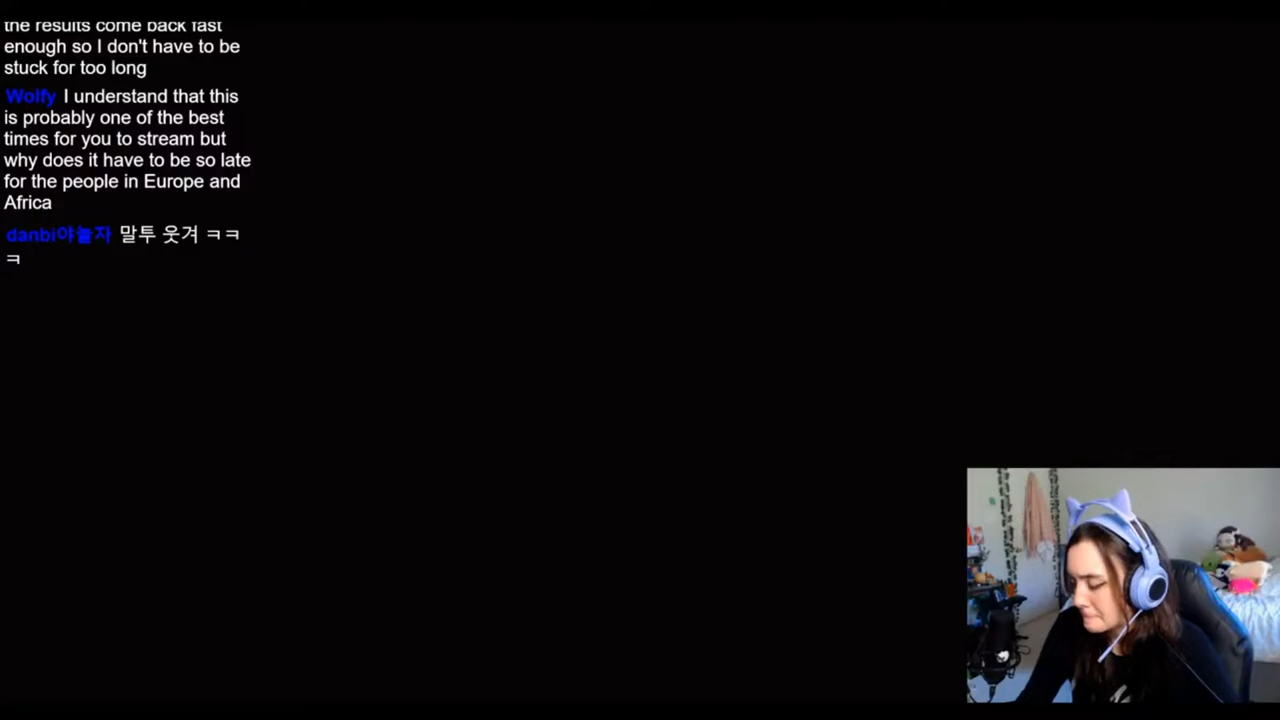 the results come back fast
enough so I don't have to be
stuck for too long
Wolfy I understand that this
is probably one of the best
times for you to stream but
why does it have to be so late
for the people in Europe and
Africa
danbi야놀자 말투 웃겨 ㅋㅋ
ㅋ